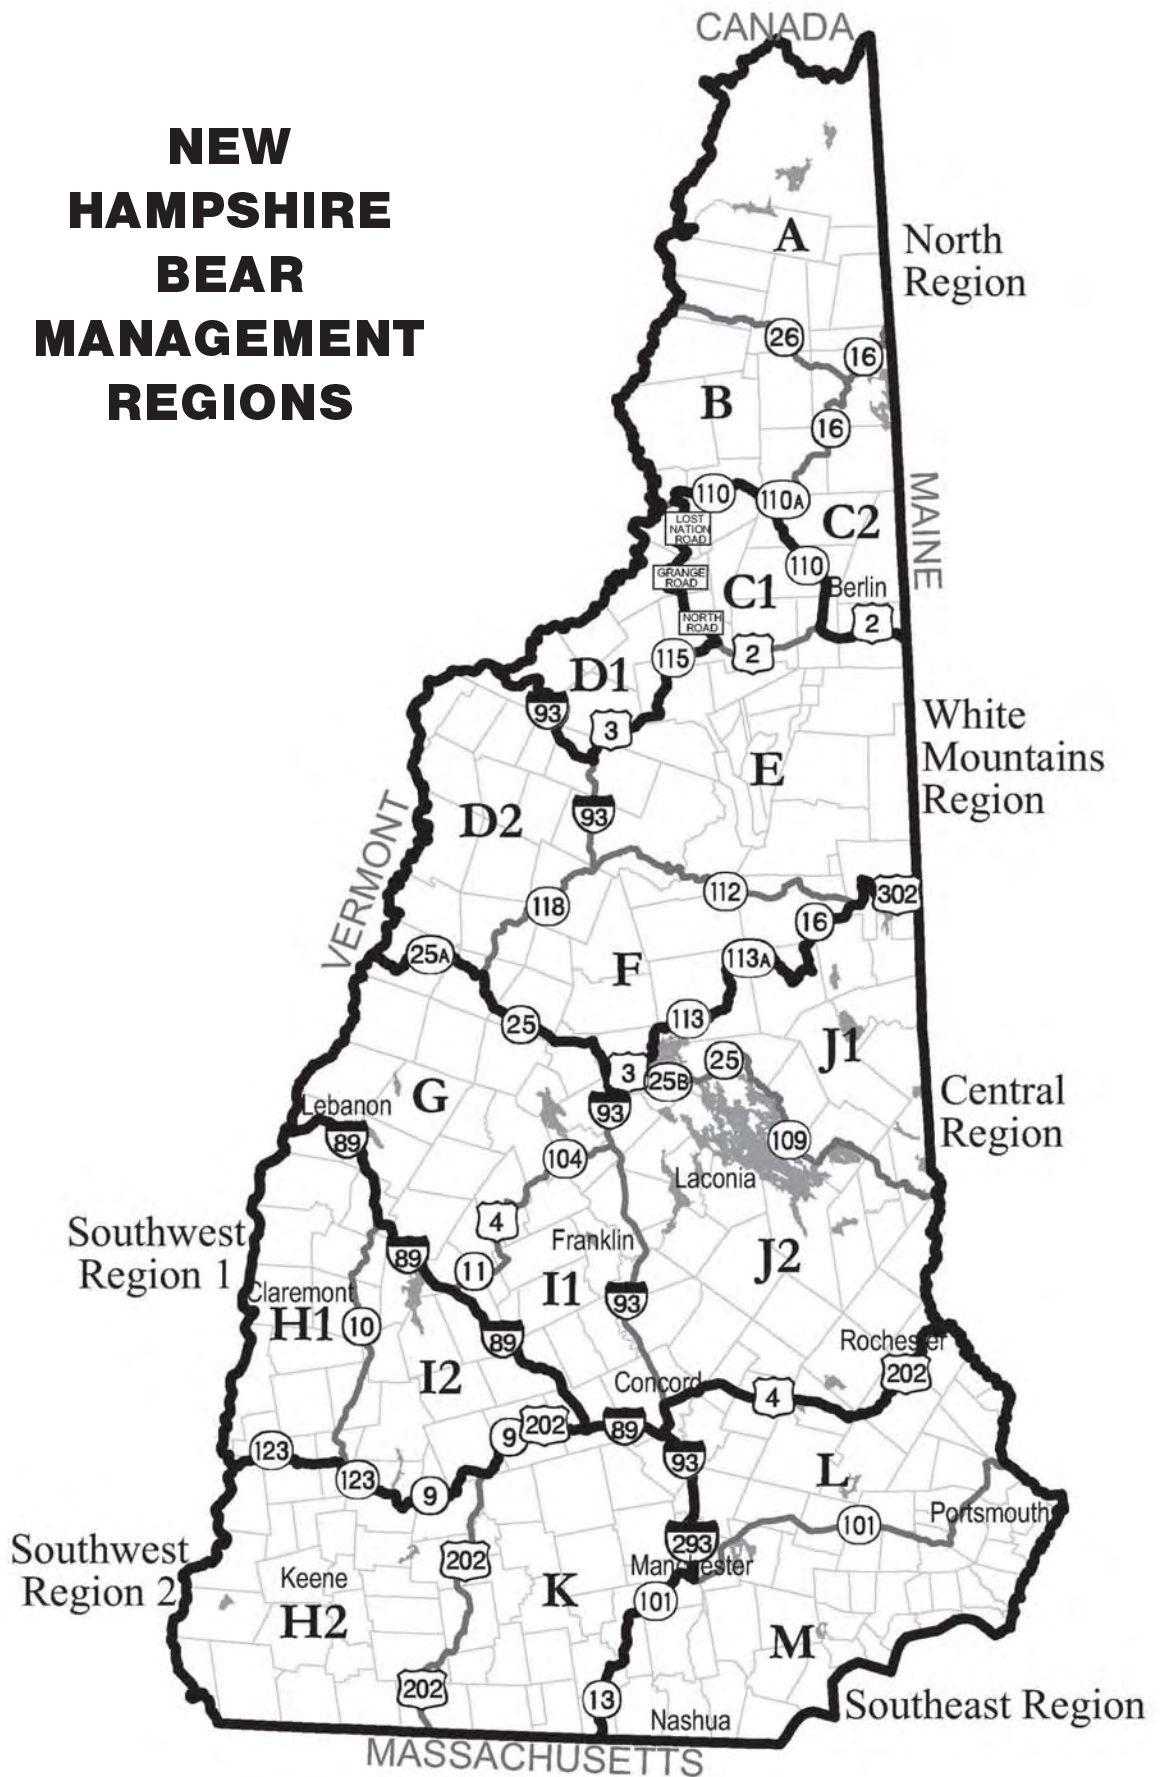 CANADA
NEW
HAMPSHIRE
BEAR
MANAGEMENT
REGIONS
A
North
Region
26
16
B
16
MAINE
110
110A
LOST
NATION
ROAD
C2
110
GRANGE
ROAD
C1
Berlin
NORTH
ROAD
2
115
2
D1
93
3
White
Mountains
Region
E
VERMONT
D2
93
118
112
302
16
25A
F
113A
25
113
J1
3
25B
25
93
Central
Region
G
Lebanon
89
109
104
Laconia
Southwest
Region 1
4
Franklin
89
11
I1
J2
93
Claremont
H1
10
89
Rochester
202
I2
Concord
4
9
202
89
123
93
123
9
L
Portsmouth
101
293
Southwest
Region 2
202
Manchester
Keene
K
101
H2
M
202
13
Nashua
Southeast Region
MASSACHUSETTS